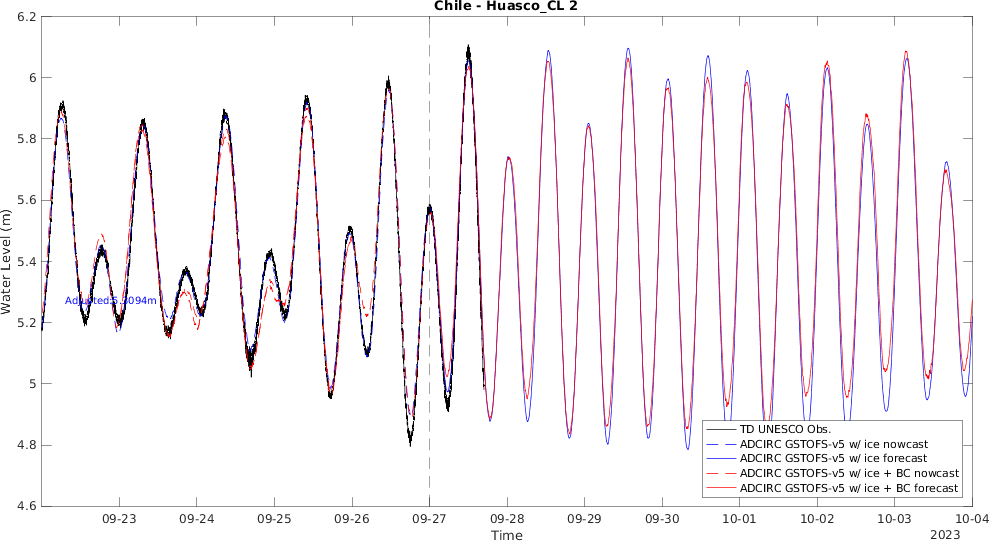 Chile - Huasco_CL 2
6.2
6
5.8
5.6
5.4
5.2
5
4.8
4.6
Water Level (m)
TD UNESCO Obs.
ADCIRC GSTOFS-v5 w/ ice nowcast
ADCIRC GSTOFS-v5 w/ ice forecast
ADCIRC GSTOFS-v5 w/ ice + BC nowcast
ADCIRC GSTOFS-v5 w/ ice + BC forecast
09-23 09-24 09-25 09-26 09-27 09-28 09-29 09-30 10-01 10-02 10-03 10-04
Time
2023